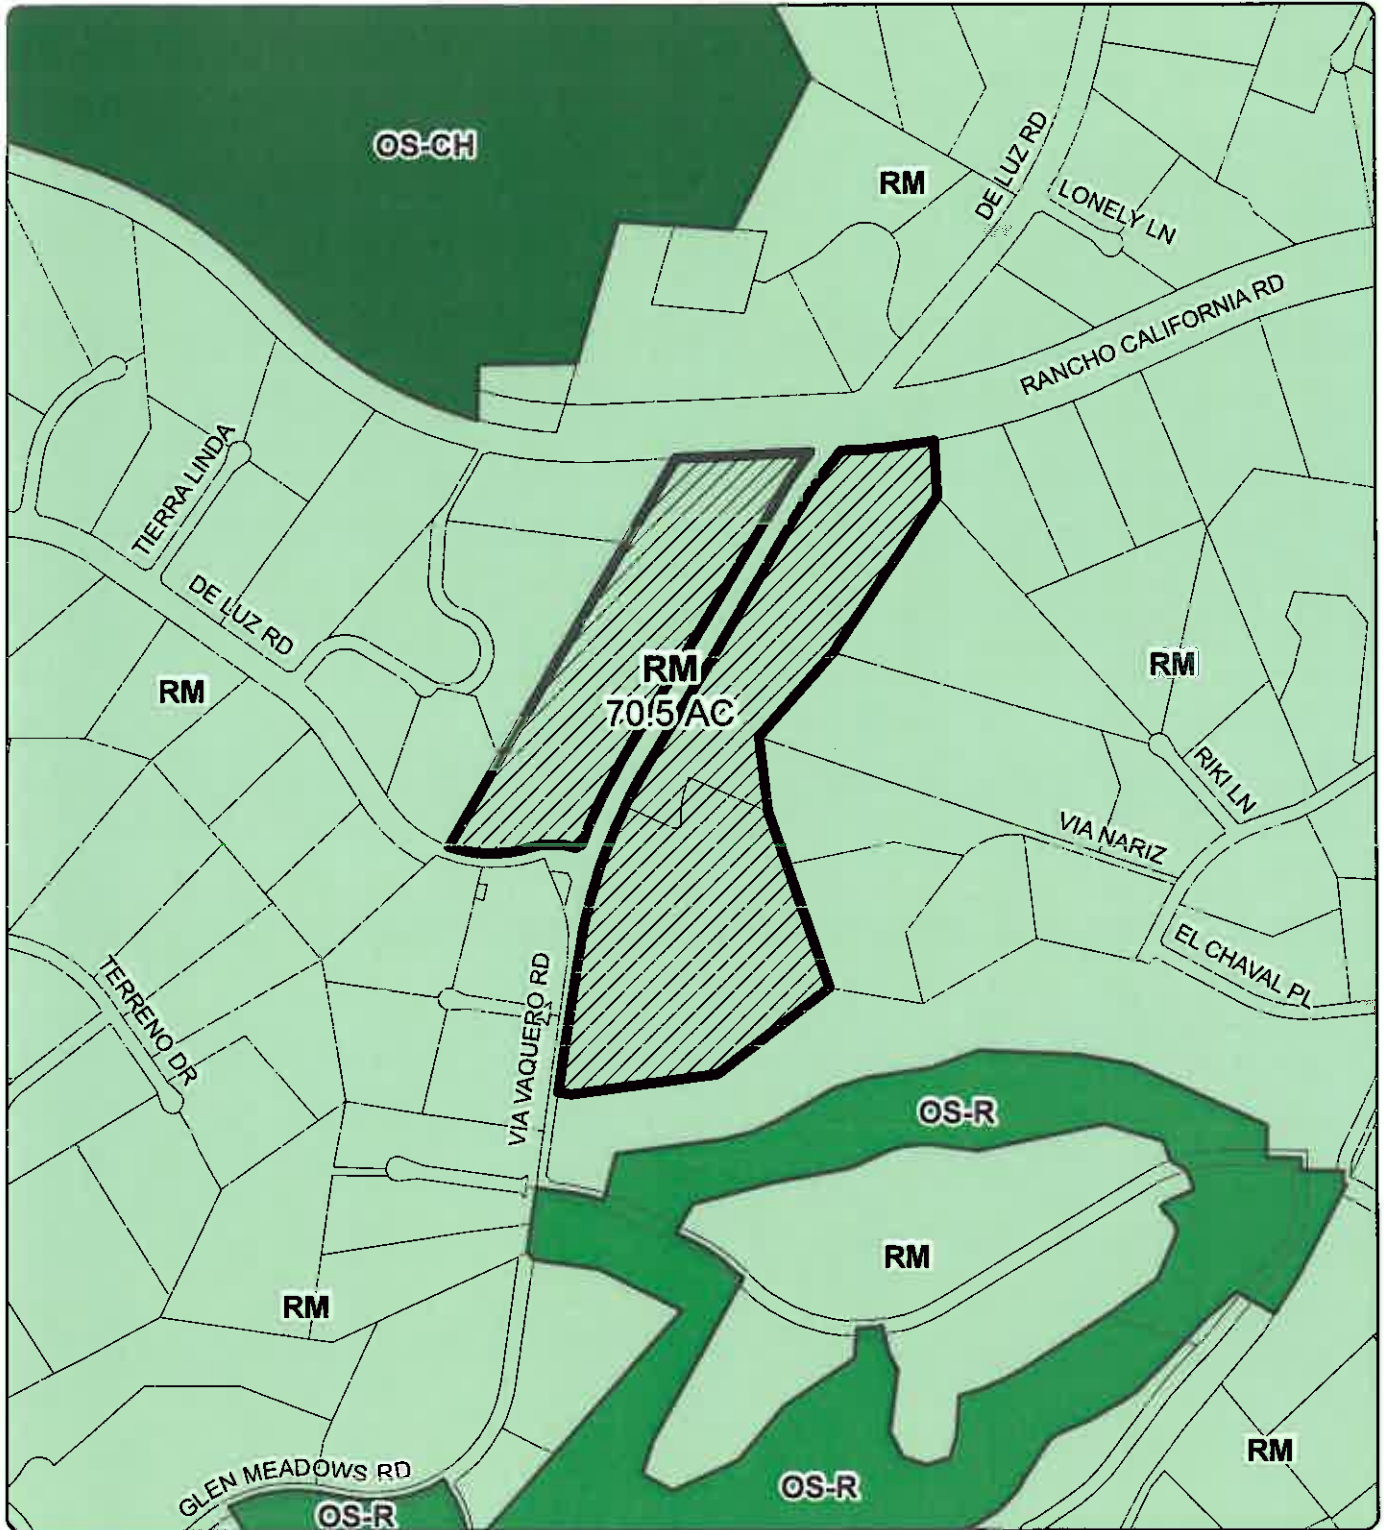 OS-CH
RM
DE LUZ RD
LONELY LN
RANCHO CALIFORNIA RD
TIERRA LINDA
DE LUZ RD
RM
RM
70.5 AC
RM
RIKI LN
VIA NARIZ
EL CHAVAL PL
TERRENO DR
VIA VAQUERO RD
OS-R
RM
RM
RM
GLEN MEADOWS RD
OS-R
OS-R